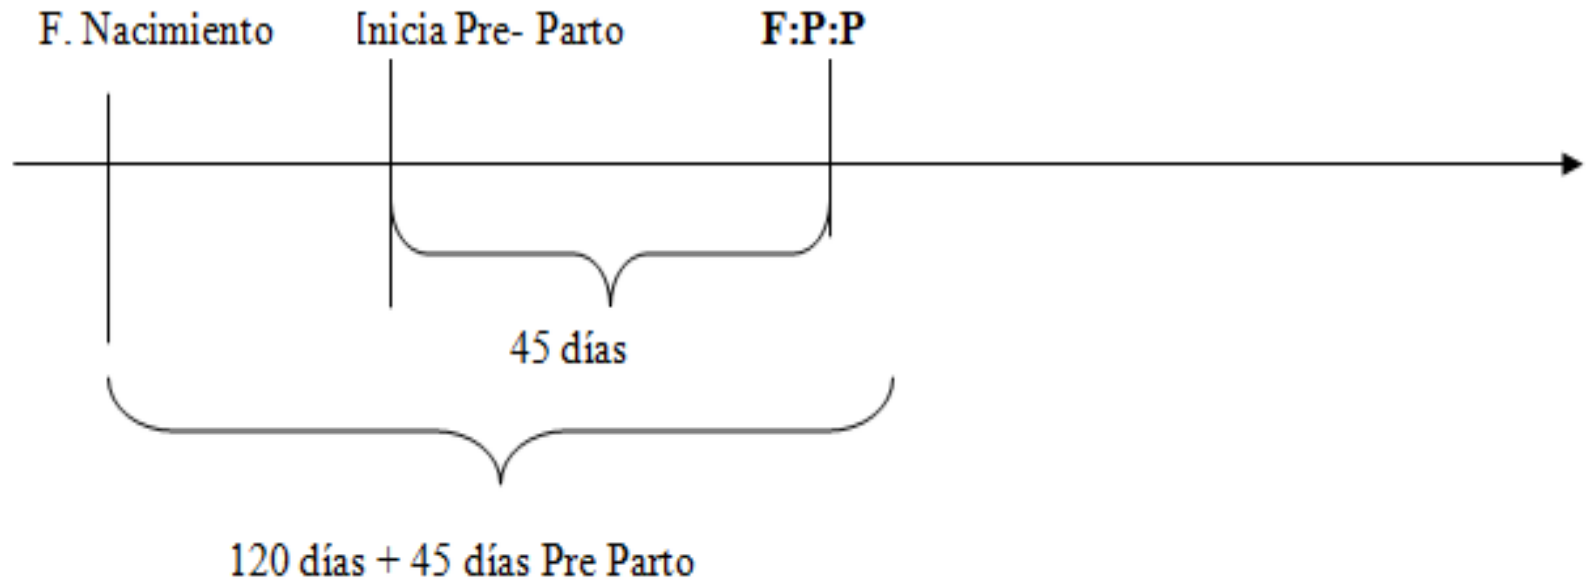 F. Nacimiento Inicia Pre- Parto F:P:P
45 días
120 días + 45 días Pre Parto